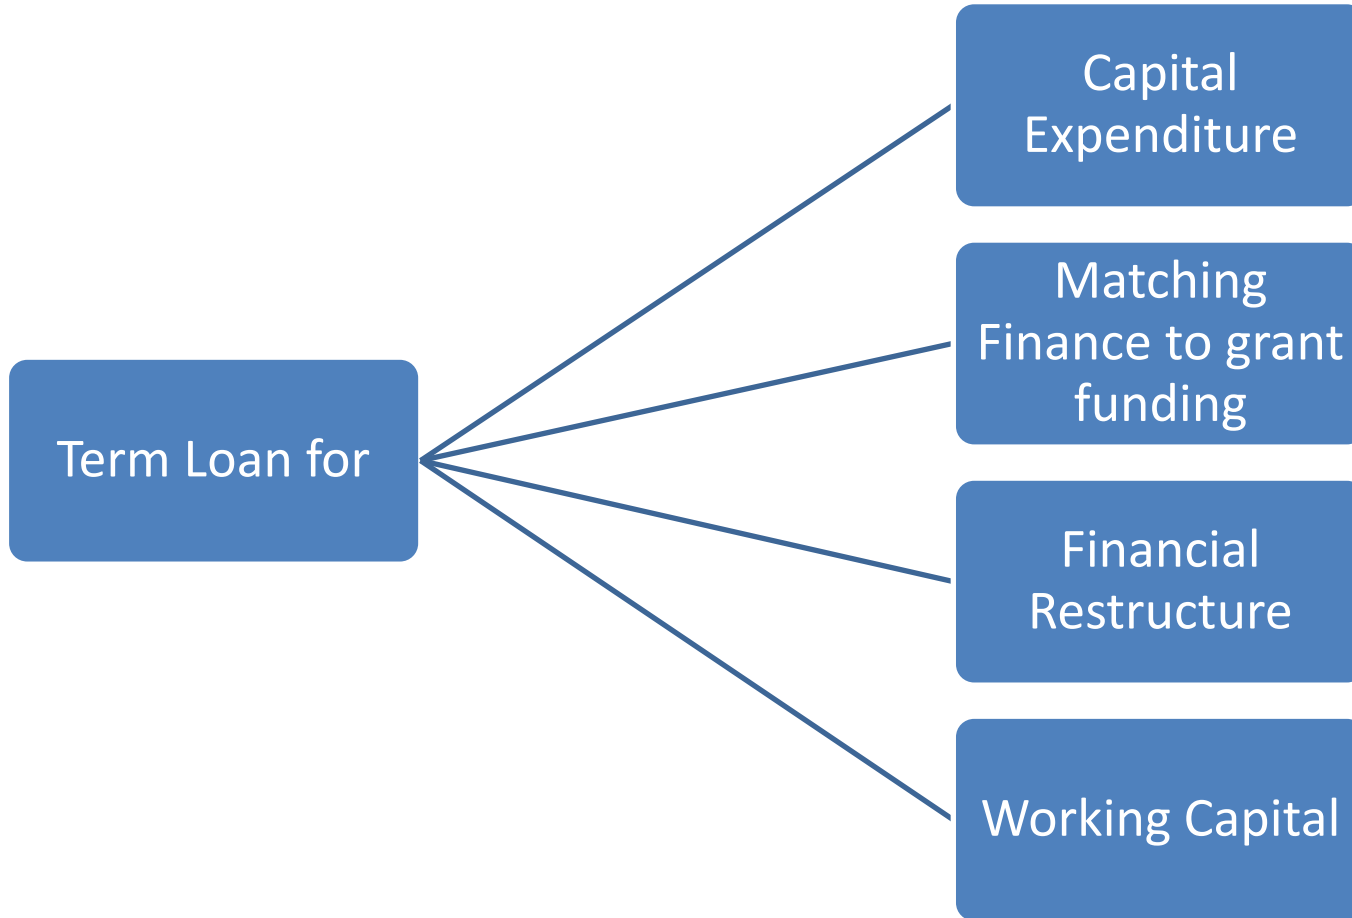 Capital
Expenditure
Matching
Finance to grant
funding
Term Loan for
Financial
Restructure
Working Capital